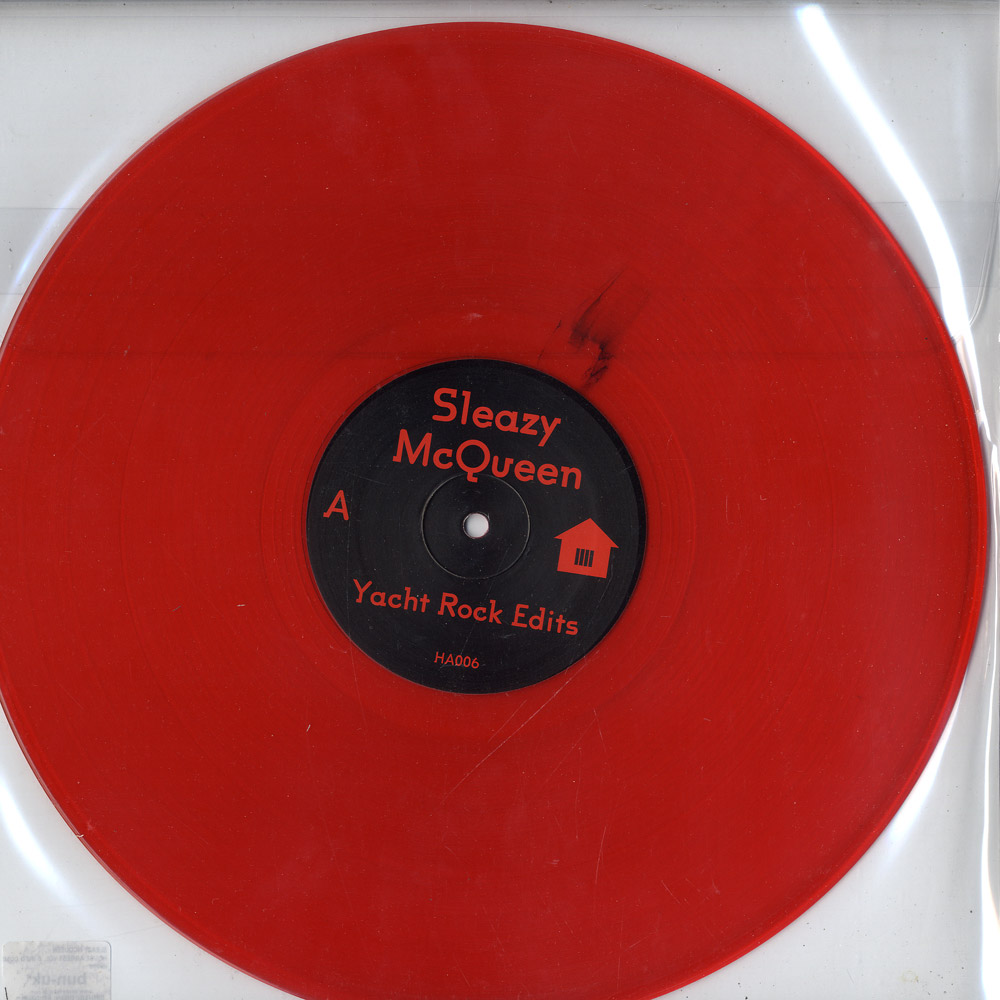 Sleazy
McQueen
A
Yacht Rock Edits
HA006